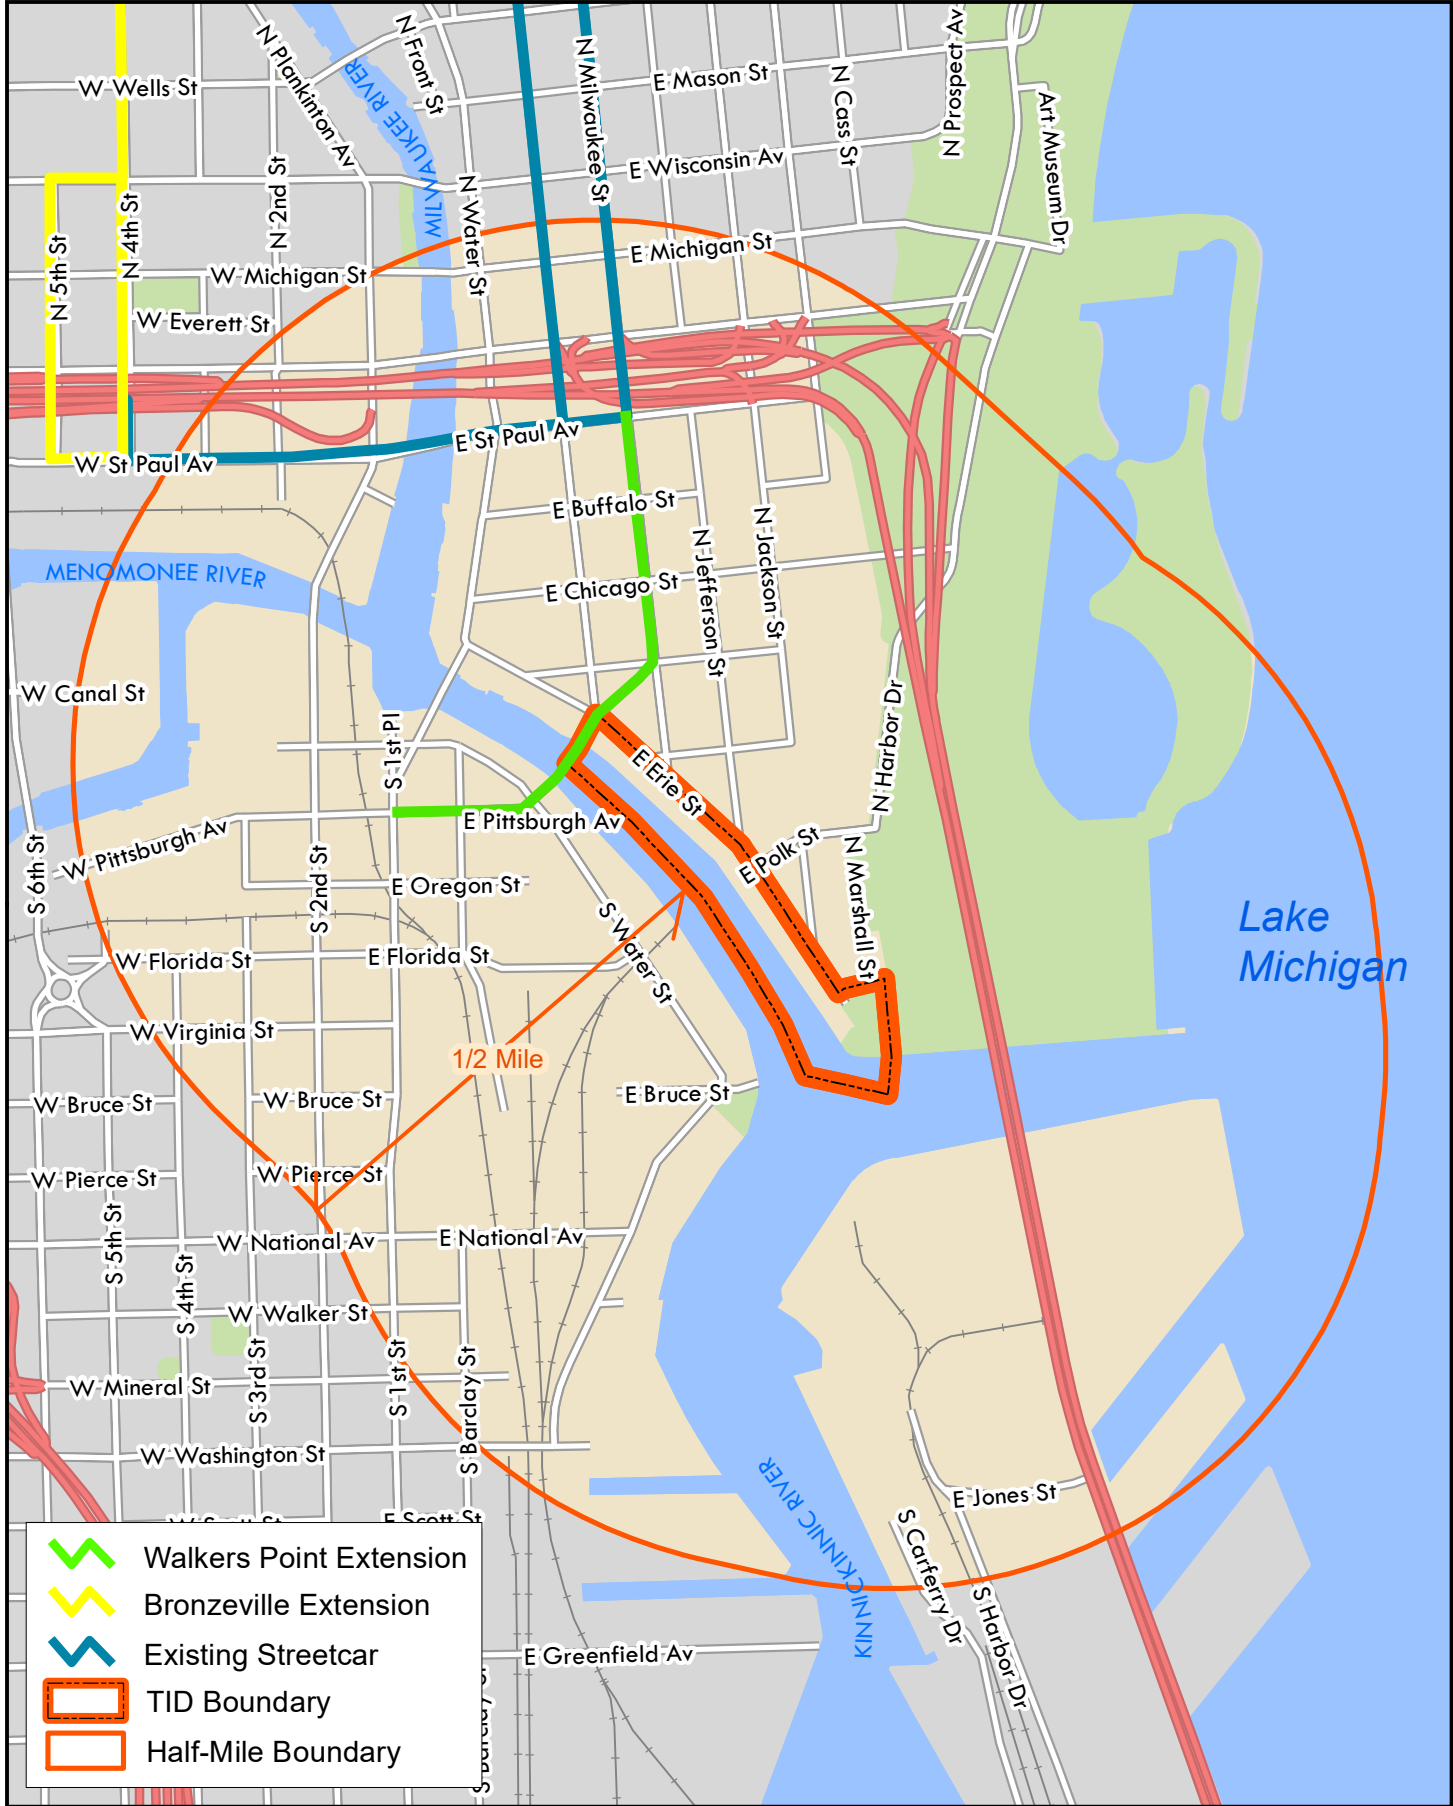 N Plankinton Av
N Front St
N Milwaukee St
E Mason St
N Cass St
N Prospect Av
Art Museum Dr
W Wells St
MILWAUKEE RIVER
E Wisconsin Av
N 2nd St
N Water St
N 4th St
N 5th St
E Michigan St
W Michigan St
W Everett St
E St Paul Av
W St Paul Av
E Buffalo St
N Jackson St
N Jefferson St
MENOMONEE RIVER
E Chicago St
W Canal St
S 1st Pl
N Harbor Dr
E Erie St
E Pittsburgh Av
W Pittsburgh Av
E Polk St
N Marshall St
S 6th St
S 2nd St
E Oregon St
S Water St
Lake
Michigan
W Florida St
E Florida St
W Virginia St
1/2 Mile
W Bruce St
W Bruce St
E Bruce St
W Pierce St
W Pierce St
S 5th St
W National Av
E National Av
S 4th St
W Walker St
S 3rd St
S 1st St
S Barclay St
W Mineral St
W Washington St
KINNICKINNIC RIVER
E Jones St
E Scott St
S Carferry Dr
S Harbor Dr
E Greenfield Av
Walkers Point Extension
Bronzeville Extension
Existing Streetcar
TID Boundary
Half-Mile Boundary